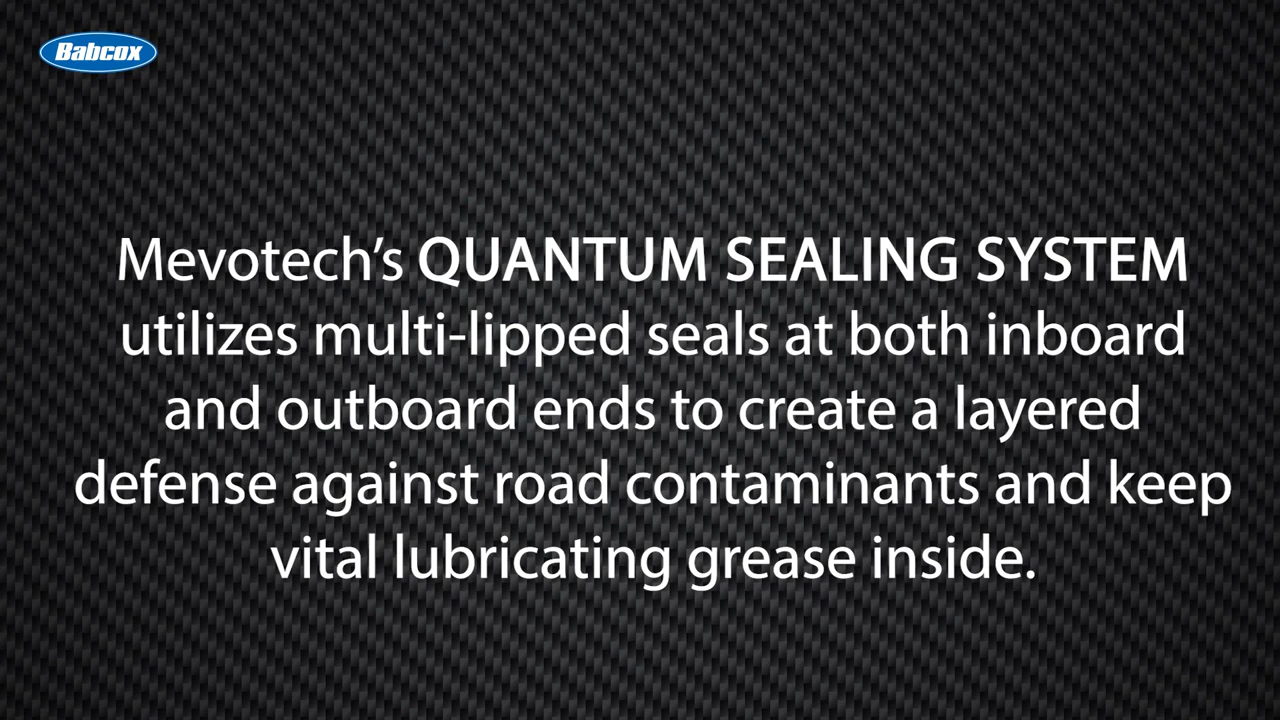 Babcox
Mevotech’s QUANTUM SEALING SYSTEM
utilizes multi-lipped seals at both inboard
and outboard ends to create a layered
defense against road contaminants and keep
vital lubricating grease inside.